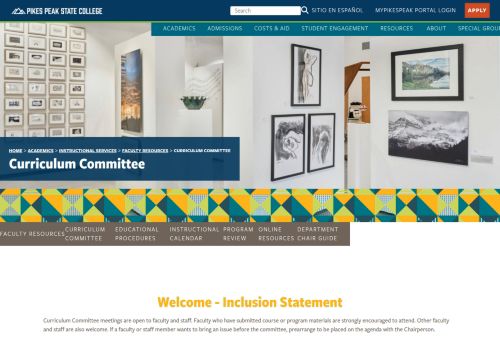 PIKES PEAK STATE COLLEGE
Search
SITIO EN ESPAÑOL
MYPIKESPEAK PORTAL LOGIN
APPLY
ACADEMICS ADMISSIONS COSTS & AID STUDENT ENGAGEMENT RESOURCES ABOUT SPECIAL GROU
HOME > ACADEMICS > INSTRUCTIONAL SERVICES > FACULTY RESOURCES > CURRICULUM COMMITTEE
Curriculum Committee
FACULTY RESOURCES
CURRICULUM
COMMITTEE
EDUCATIONAL
PROCEDURES
INSTRUCTIONAL
CALENDAR
PROGRAM
REVIEW
ONLINE
RESOURCES
DEPARTMENT
CHAIR GUIDE
Welcome - Inclusion Statement
Curriculum Committee meetings are open to faculty and staff. Faculty who have submitted course or program materials are strongly encouraged to attend. Other faculty
and staff are also welcome. If a faculty or staff member wants to bring an issue before the committee, prearrange to be placed on the agenda with the Chairperson.